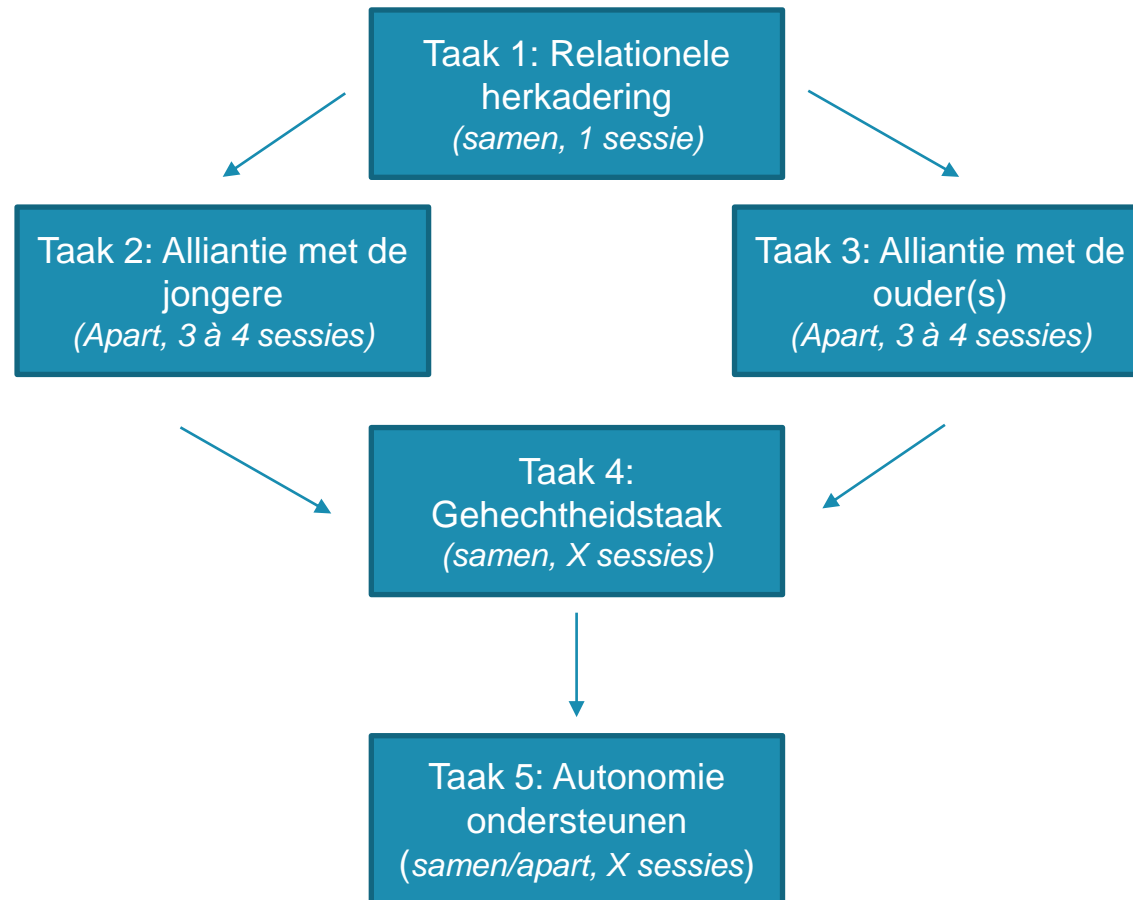 Taak 1: Relationele
herkadering
(samen, 1 sessie)
Taak 2: Alliantie met de
jongere
(Apart, 3 à 4 sessies)
Taak 3: Alliantie met de
ouder(s)
(Apart, 3 à 4 sessies)
Taak 4:
Gehechtheidstaak
(samen, X sessies)
Taak 5: Autonomie
ondersteunen
(samen/apart, X sessies)